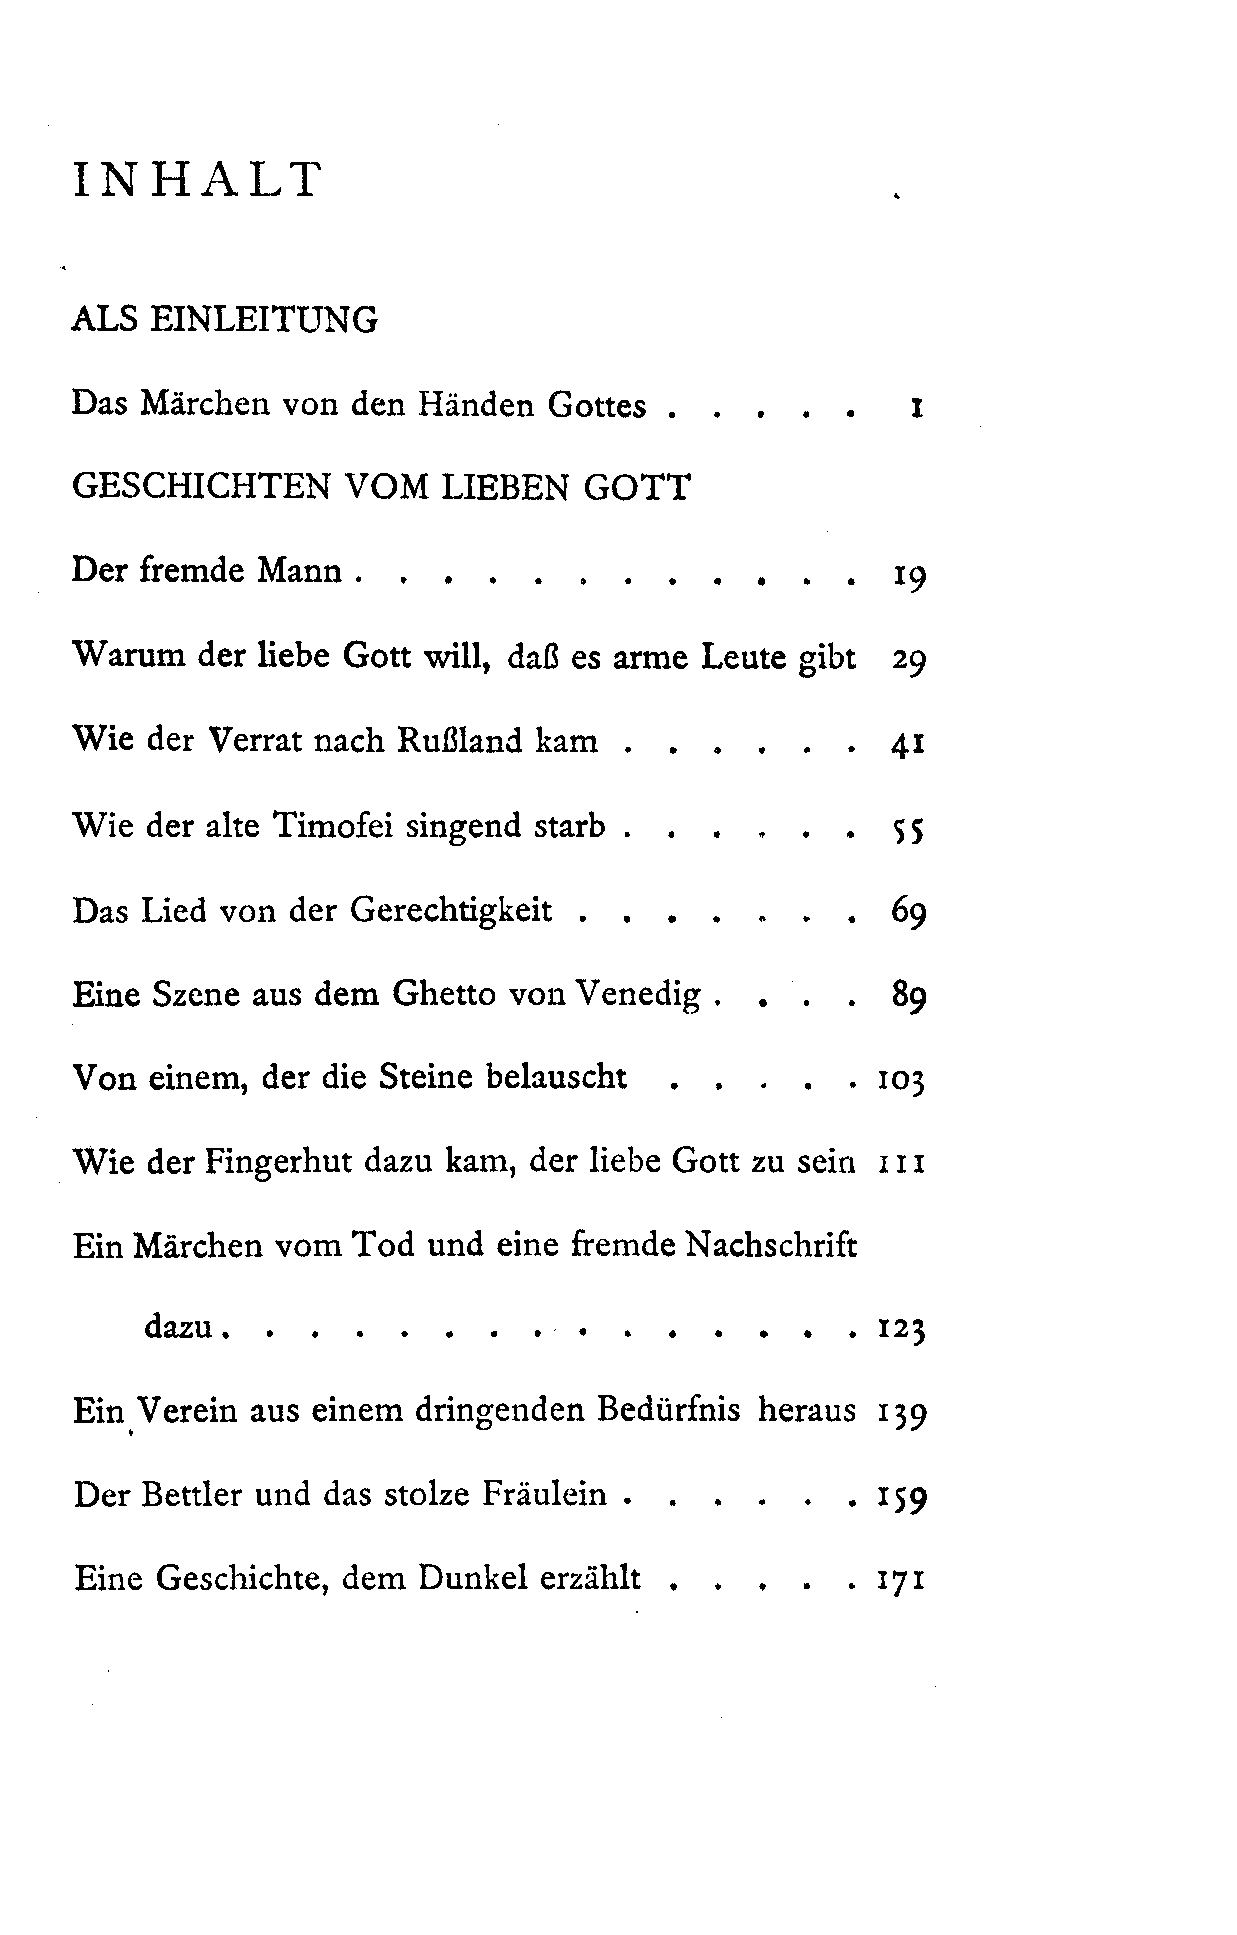 INHALT
ALS EINLEITUNG
Das Märchen von den Händen Gottes . . . . . 1
GESCHICHTEN VOM LIEBEN GOTT
Der fremde Mann . . . . . . . . . . . . 19
Warum der liebe Gott will, daß es arme Leute gibt 29
Wie der Verrat nach Rußland kam . . . . . . 41
Wie der alte Timofei singend starb . . . . . . 55
Das Lied von der Gerechtigkeit . . . . . . . 69
Eine Szene aus dem Ghetto von Venedig . . . . 89
Von einem, der die Steine belauscht . . . . . 103
Wie der Fingerhut dazu kam, der liebe Gott zu sein 111
Ein Märchen vom Tod und eine fremde Nachschrift
dazu . . . . . . . . . . . . . . . 123
Ein Verein aus einem dringenden Bedürfnis heraus 139
Der Bettler und das stolze Fräulein . . . . . . 159
Eine Geschichte, dem Dunkel erzählt . . . . . 171